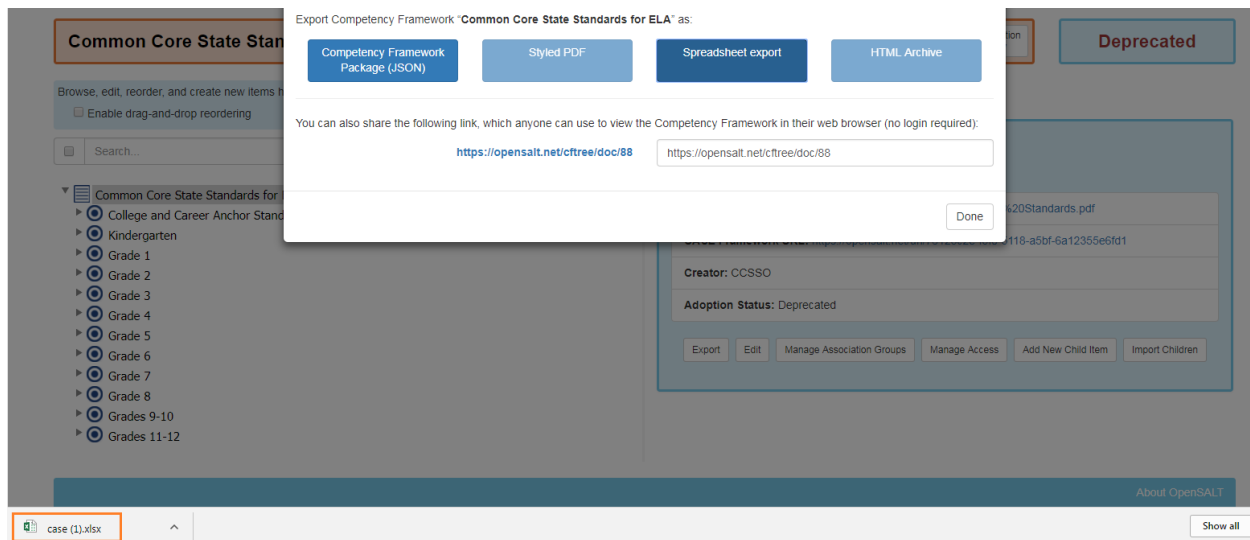 Export Competency Framework “Common Core State Standards for ELA” as:
Competency Framework
Package (JSON)
Styled PDF
Spreadsheet export
HTML Archive
You can also share the following link, which anyone can use to view the Competency Framework in their web browser (no login required):
https://opensalt.net/cftree/doc/88
https://opensalt.net/cftree/doc/88
Done
Common Core State Stan
tion
Deprecated
Browse, edit, reorder, and create new items h
Enable drag-and-drop reordering
Search...
Common Core State Standards for
College and Career Anchor Stand
Kindergarten
Grade 1
Grade 2
Grade 3
Grade 4
Grade 5
Grade 6
Grade 7
Grade 8
Grades 9-10
Grades 11-12
%20Standards.pdf
118-a5bf-6a12355e6fd1
Creator: CCSSO
Adoption Status: Deprecated
Export
Edit
Manage Association Groups
Manage Access
Add New Child Item
Import Children
About OpenSALT
case (1).xlsx
Show all